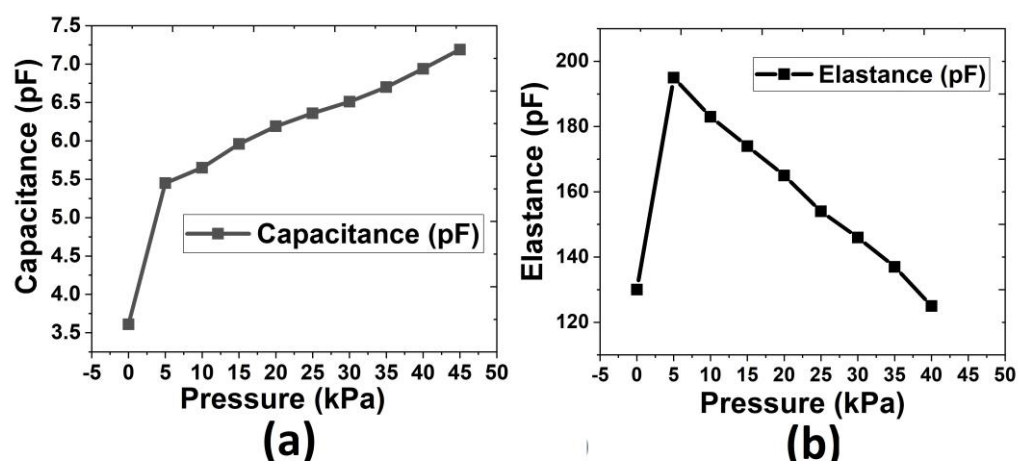 7.5
7.0
6.5
6.0
5.5
5.0
4.5
4.0
3.5
Capacitance (pF)
Capacitance (pF)
-5 0 5 10 15 20 25 30 35 40 45 50
Pressure (kPa)
(a)
200
180
160
140
120
Elastance (pF)
Elastance (pF)
-5 0 5 10 15 20 25 30 35 40 45 50
Pressure (kPa)
(b)